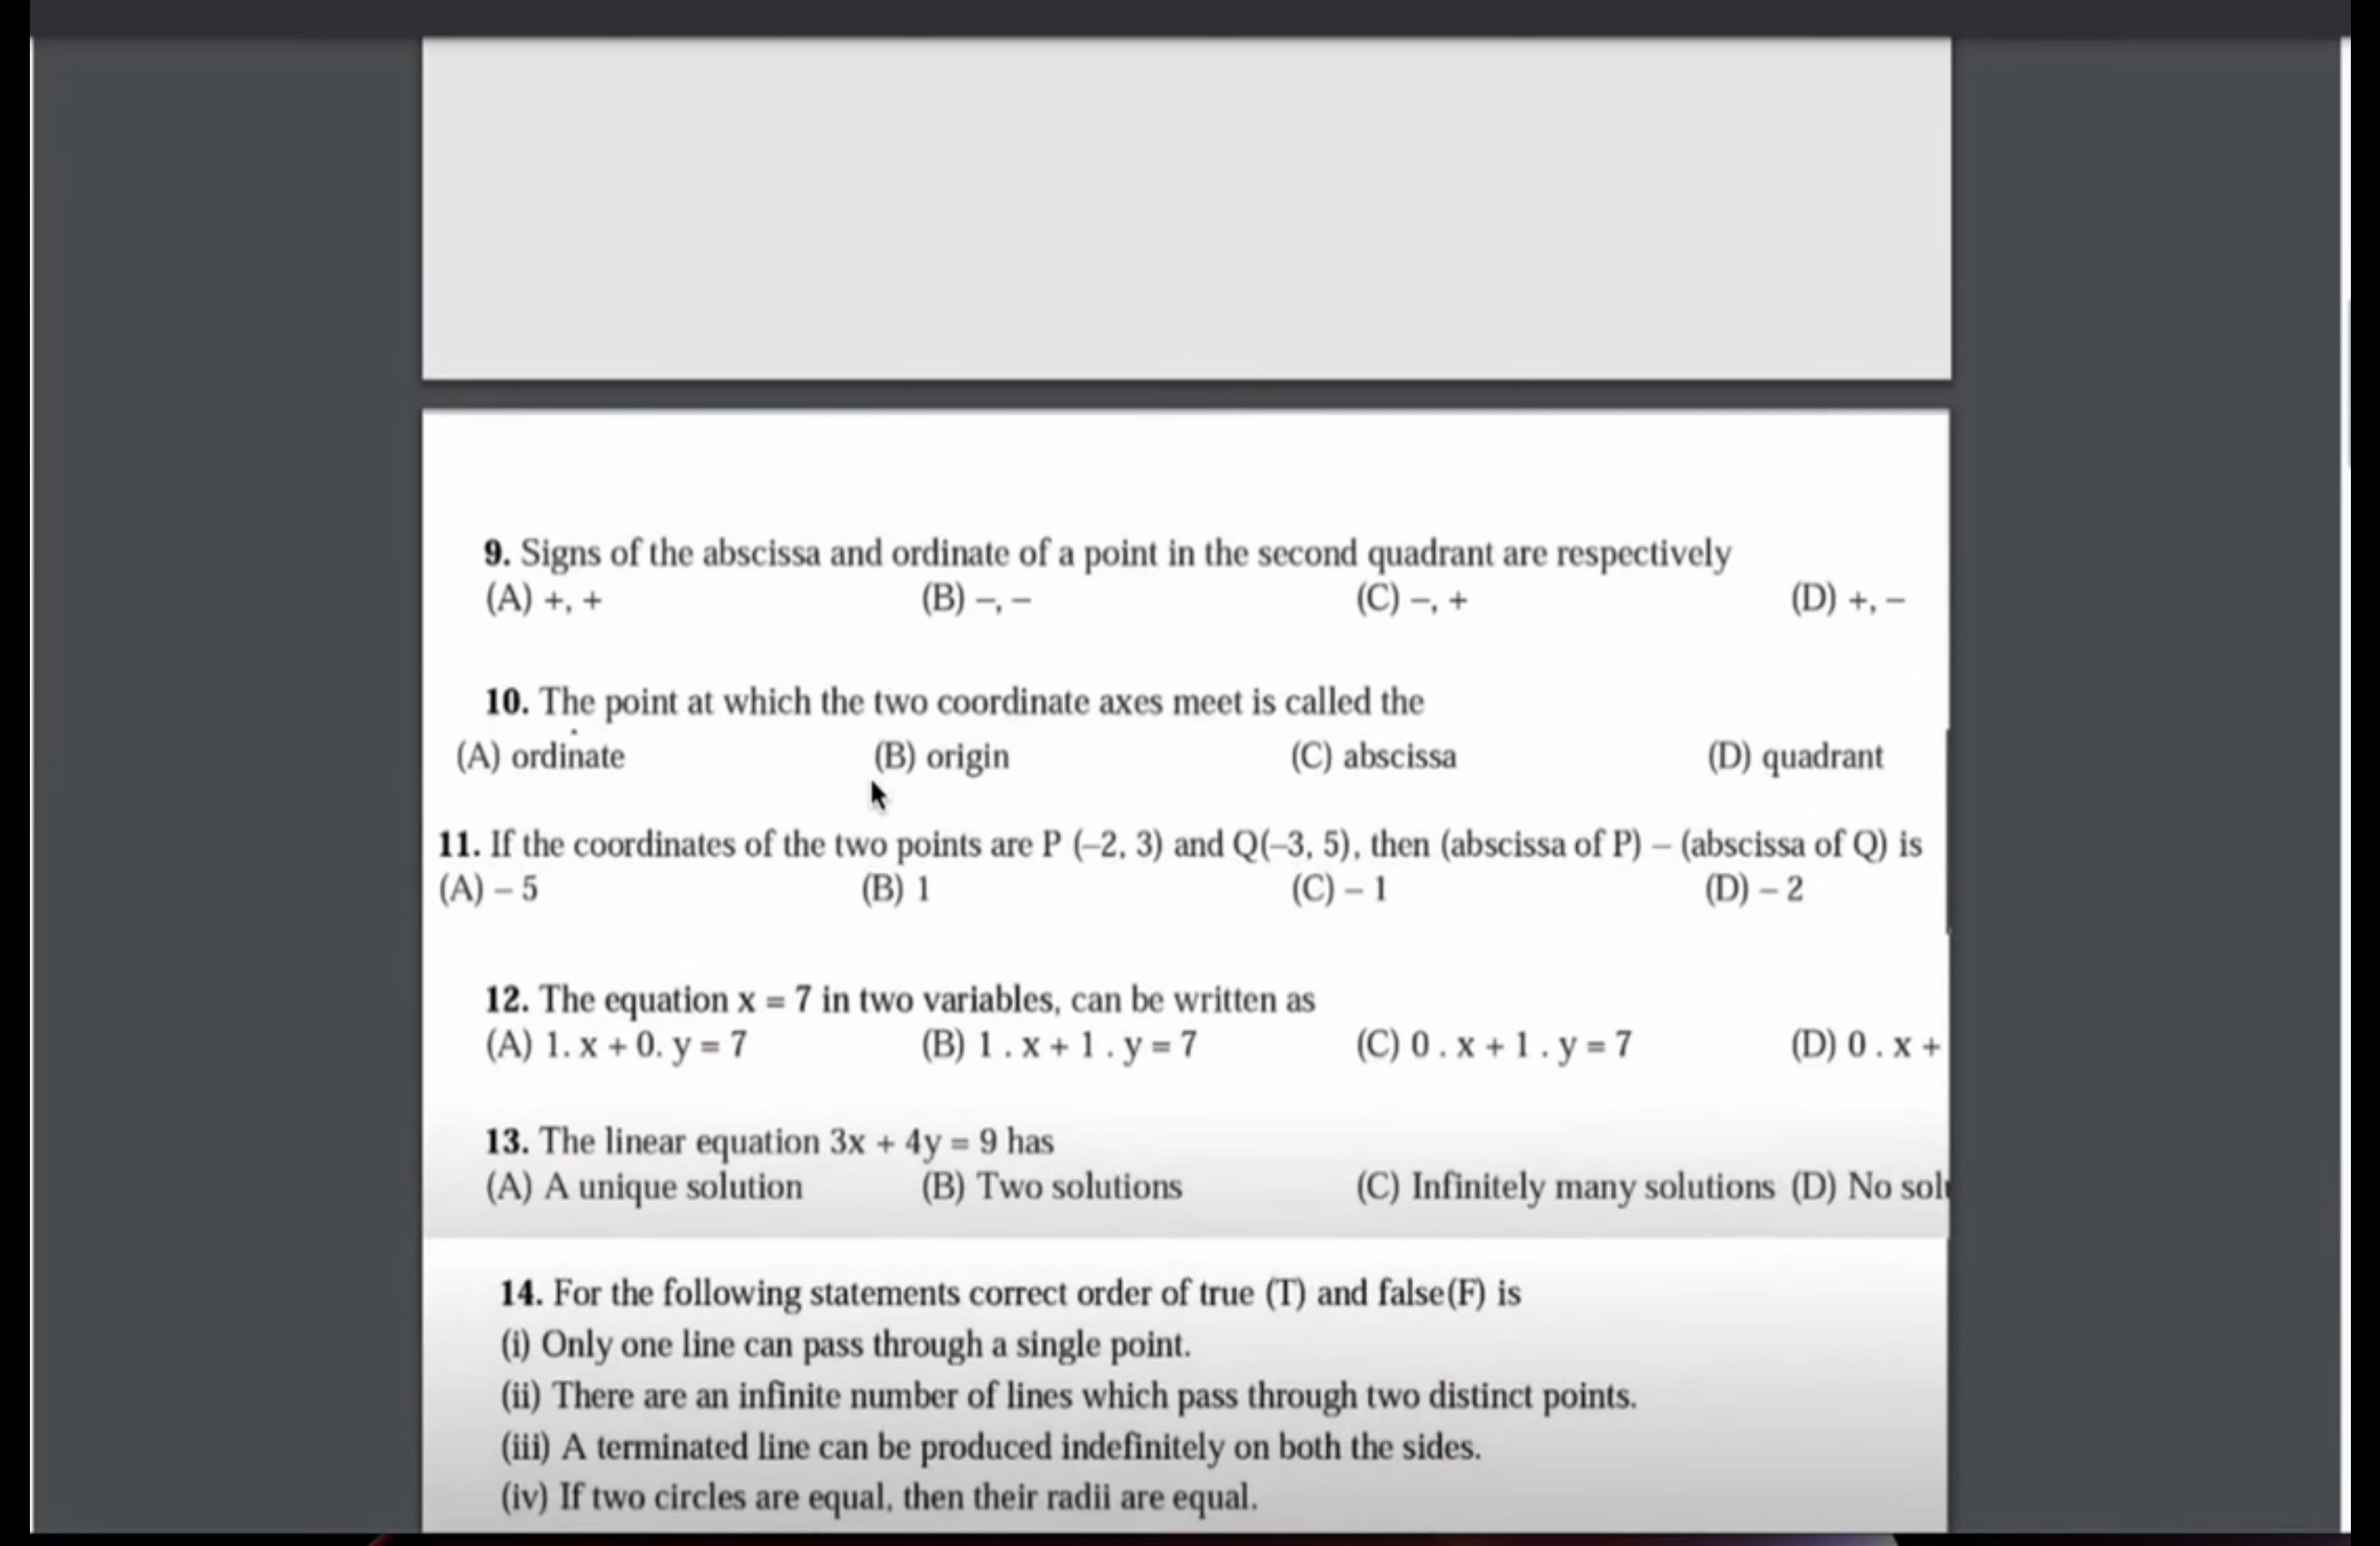 9. Signs of the abscissa and ordinate of a point in the second quadrant are respectively
(A) +, + (B) –, – (C) –, + (D) +, –
10. The point at which the two coordinate axes meet is called the
(A) ordinate (B) origin (C) abscissa (D) quadrant
11. If the coordinates of the two points are P (–2, 3) and Q(–3, 5), then (abscissa of P) – (abscissa of Q) is
(A) – 5 (B) 1 (C) – 1 (D) – 2
12. The equation x = 7 in two variables, can be written as
(A) 1. x + 0. y = 7 (B) 1 . x + 1 . y = 7 (C) 0 . x + 1 . y = 7 (D) 0 . x +
13. The linear equation 3x + 4y = 9 has
(A) A unique solution (B) Two solutions (C) Infinitely many solutions (D) No
14. For the following statements correct order of true (T) and false(F) is
(i) Only one line can pass through a single point.
(ii) There are an infinite number of lines which pass through two distinct points.
(iii) A terminated line can be produced indefinitely on both the sides.
(iv) If two circles are equal, then their radii are equal.